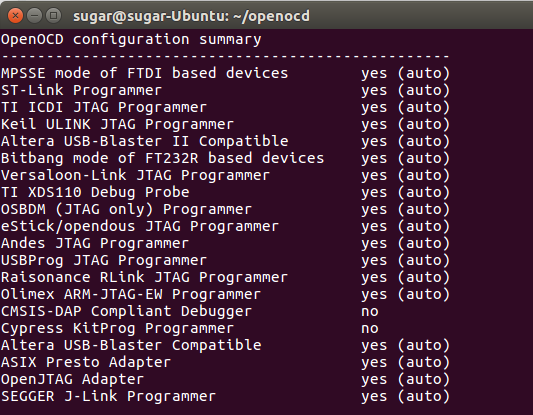 sugar@sugar-Ubuntu: ~/openocd
OpenOCD configuration summary
--------------------------------------------------
MPSSE mode of FTDI based devices        yes (auto)
ST-Link Programmer                      yes (auto)
TI ICDI JTAG Programmer                 yes (auto)
Keil ULINK JTAG Programmer              yes (auto)
Altera USB-Blaster II Compatible        yes (auto)
Bitbang mode of FT232R based devices    yes (auto)
Versaloon-Link JTAG Programmer          yes (auto)
TI XDS110 Debug Probe                   yes (auto)
OSBDM (JTAG only) Programmer            yes (auto)
eStick/opendous JTAG Programmer         yes (auto)
Andes JTAG Programmer                   yes (auto)
USBProg JTAG Programmer                 yes (auto)
Raisonance RLink JTAG Programmer        yes (auto)
Olimex ARM-JTAG-EW Programmer           yes (auto)
CMSIS-DAP Compliant Debugger            no
Cypress KitProg Programmer              no
Altera USB-Blaster Compatible           yes (auto)
ASIX Presto Adapter                     yes (auto)
OpenJTAG Adapter                        yes (auto)
SEGGER J-Link Programmer                yes (auto)